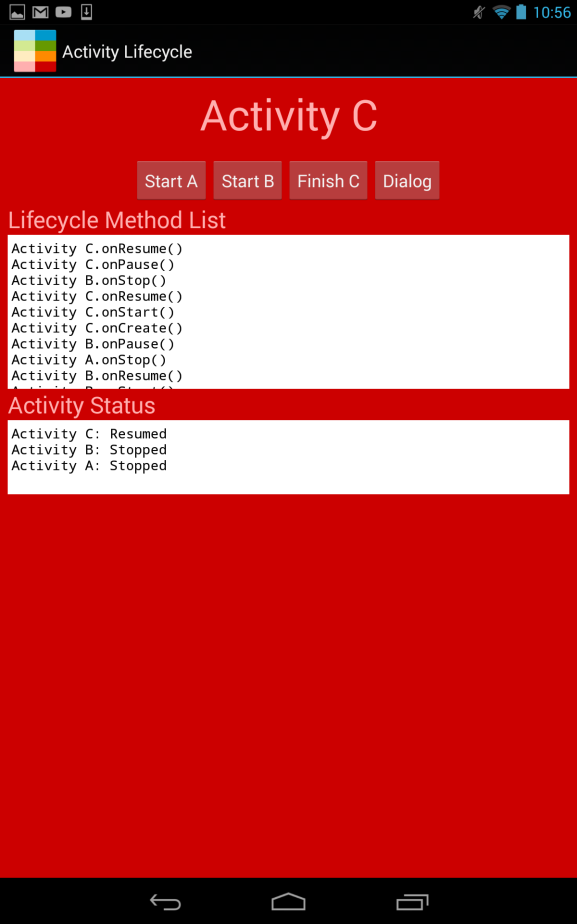 10:56
Activity Lifecycle
Activity C
Start A Start B Finish C Dialog
Lifecycle Method List
Activity C.onResume()
Activity C.onPause()
Activity B.onStop()
Activity C.onResume()
Activity C.onStart()
Activity C.onCreate()
Activity B.onPause()
Activity A.onStop()
Activity B.onResume()
Activity B.onStart()
Activity Status
Activity C: Resumed
Activity B: Stopped
Activity A: Stopped